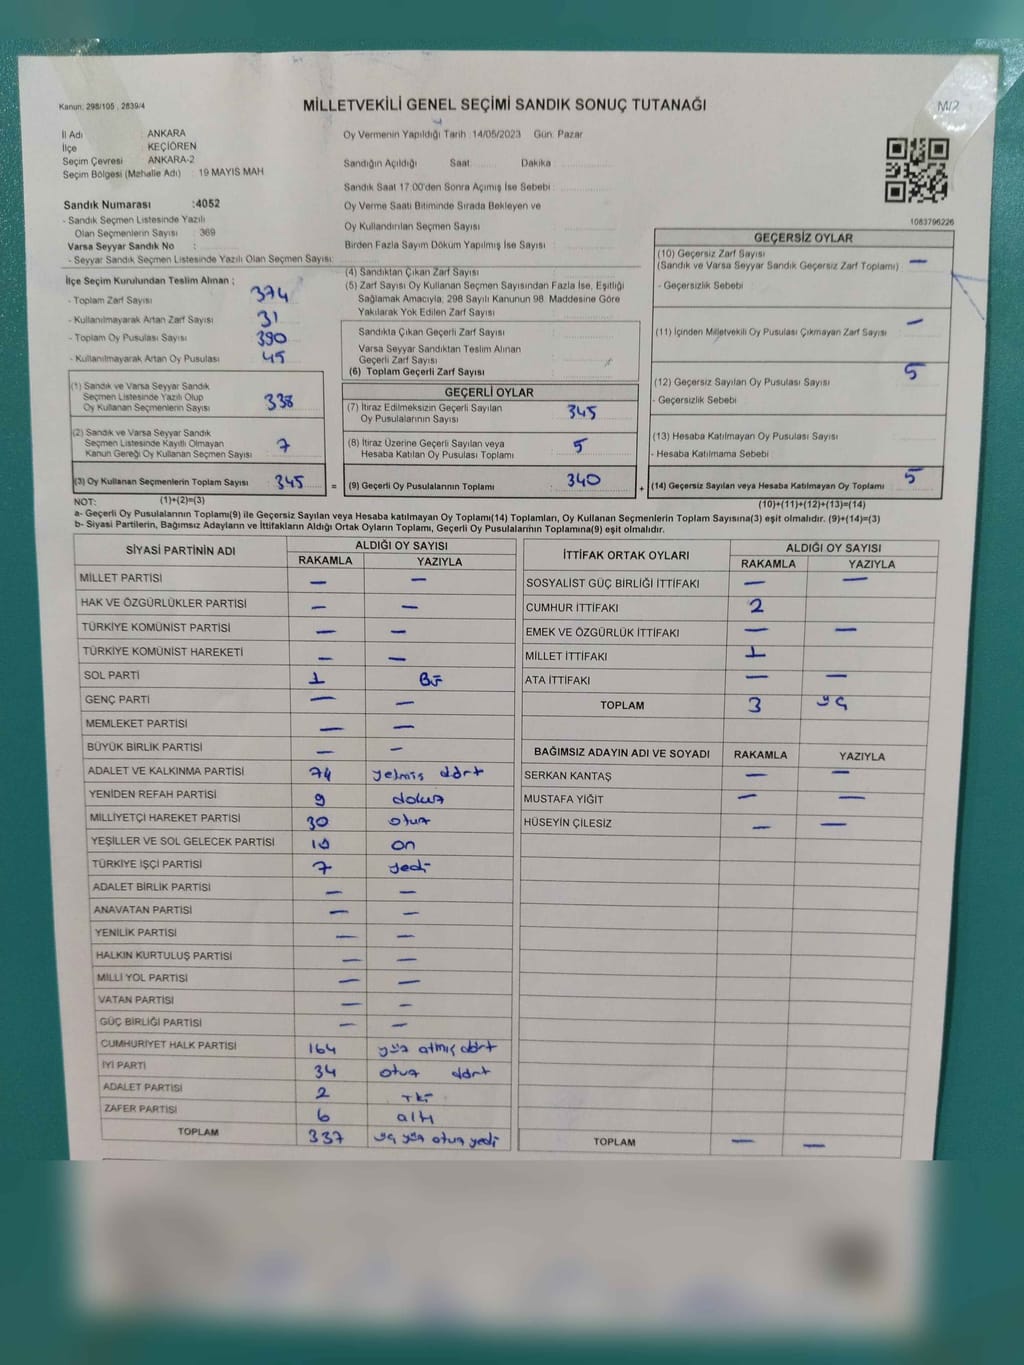 Kanun: 298/105 , 2839/4
MİLLETVEKİLİ GENEL SEÇİMİ SANDIK SONUÇ TUTANAĞI
M/2
İl Adı : ANKARA
İlçe : KEÇİÖREN
Seçim Çevresi : ANKARA-2
Seçim Bölgesi (Mahalle Adı) : 19 MAYIS MAH
Sandık Numarası :4052
- Sandık Seçmen Listesinde Yazılı
Olan Seçmenlerin Sayısı : 369
Varsa Seyyar Sandık No :
- Seyyar Sandık Seçmen Listesinde Yazılı Olan Seçmen Sayısı:
Oy Vermenin Yapıldığı Tarih : 14/05/2023 Gün: Pazar
Sandığın Açıldığı Saat Dakika :
Sandık Saat 17.00'den Sonra Açımış İse Sebebi :
Oy Verme Saati Bitiminde Sırada Bekleyen ve
Oy Kullandırılan Seçmen Sayısı :
Birden Fazla Sayım Döküm Yapılmış İse Sayısı :
1083796226
İlçe Seçim Kurulundan Teslim Alınan ;
- Toplam Zarf Sayısı : 374
- Kullanılmayarak Artan Zarf Sayısı : 31
- Toplam Oy Pusulası Sayısı : 390
- Kullanılmayarak Artan Oy Pusulası : 45
(1) Sandık ve Varsa Seyyar Sandık
Seçmen Listesinde Yazılı Olup
Oy Kullanan Seçmenlerin Sayısı : 338
(2) Sandık ve Varsa Seyyar Sandık
Seçmen Listesinde Kayıtlı Olmayan
Kanun Gereği Oy Kullanan Seçmen Sayısı : 7
(3) Oy Kullanan Seçmenlerin Toplam Sayısı : 345 =
(4) Sandıktan Çıkan Zarf Sayısı :
(5) Zarf Sayısı Oy Kullanan Seçmen Sayısından Fazla İse, Eşitliği
Sağlamak Amacıyla, 298 Sayılı Kanunun 98. Maddesine Göre
Yakılarak Yok Edilen Zarf Sayısı :
Sandıkta Çıkan Geçerli Zarf Sayısı :
Varsa Seyyar Sandıktan Teslim Alınan
Geçerli Zarf Sayısı :
(6) Toplam Geçerli Zarf Sayısı :
GEÇERLİ OYLAR
(7) İtiraz Edilmeksizin Geçerli Sayılan
Oy Pusulalarının Sayısı : 345
(8) İtiraz Üzerine Geçerli Sayılan veya
Hesaba Katılan Oy Pusulası Toplamı : 5
(9) Geçerli Oy Pusulalarının Toplamı : 340 +
GEÇERSİZ OYLAR
(10) Geçersiz Zarf Sayısı
(Sandık ve Varsa Seyyar Sandık Geçersiz Zarf Toplamı) : —
- Geçersizlik Sebebi :
(11) İçinden Milletvekili Oy Pusulası Çıkmayan Zarf Sayısı : —
(12) Geçersiz Sayılan Oy Pusulası Sayısı : 5
- Geçersizlik Sebebi :
(13) Hesaba Katılmayan Oy Pusulası Sayısı :
- Hesaba Katılmama Sebebi :
(14) Geçersiz Sayılan veya Hesaba Katılmayan Oy Toplamı : 5
NOT: (1)+(2)=(3)
(10)+(11)+(12)+(13)=(14)
a- Geçerli Oy Pusulalarının Toplamı(9) ile Geçersiz Sayılan veya Hesaba katılmayan Oy Toplamı(14) Toplamları, Oy Kullanan Seçmenlerin Toplam Sayısına(3) eşit olmalıdır. (9)+(14)=(3)
b- Siyasi Partilerin, Bağımsız Adayların ve İttifakların Aldığı Ortak Oyların Toplamı, Geçerli Oy Pusulalarının Toplamına(9) eşit olmalıdır.
SİYASİ PARTİNİN ADI
ALDIĞI OY SAYISI
RAKAMLA YAZIYLA
MİLLET PARTİSİ — —
HAK VE ÖZGÜRLÜKLER PARTİSİ — —
TÜRKİYE KOMÜNİST PARTİSİ — —
TÜRKİYE KOMÜNİST HAREKETİ — —
SOL PARTİ 1 Bir
GENÇ PARTİ — —
MEMLEKET PARTİSİ — —
BÜYÜK BİRLİK PARTİSİ — —
ADALET VE KALKINMA PARTİSİ 74 yetmiş dört
YENİDEN REFAH PARTİSİ 9 dokuz
MİLLİYETÇİ HAREKET PARTİSİ 30 otuz
YEŞİLLER VE SOL GELECEK PARTİSİ 10 on
TÜRKİYE İŞÇİ PARTİSİ 7 yedi
ADALET BİRLİK PARTİSİ — —
ANAVATAN PARTİSİ — —
YENİLİK PARTİSİ — —
HALKIN KURTULUŞ PARTİSİ — —
MİLLİ YOL PARTİSİ — —
VATAN PARTİSİ — —
GÜÇ BİRLİĞİ PARTİSİ — —
CUMHURİYET HALK PARTİSİ 164 yüz atmış dört
İYİ PARTİ 34 otuz dört
ADALET PARTİSİ 2 iki
ZAFER PARTİSİ 6 altı
TOPLAM 337 üç yüz otuz yedi
İTTİFAK ORTAK OYLARI
ALDIĞI OY SAYISI
RAKAMLA YAZIYLA
SOSYALİST GÜÇ BİRLİĞİ İTTİFAKI — —
CUMHUR İTTİFAKI 2
EMEK VE ÖZGÜRLÜK İTTİFAKI — —
MİLLET İTTİFAKI 1
ATA İTTİFAKI — —
TOPLAM 3 üç
BAĞIMSIZ ADAYIN ADI VE SOYADI RAKAMLA YAZIYLA
SERKAN KANTAŞ — —
MUSTAFA YİĞİT — —
HÜSEYİN ÇİLESİZ — —
TOPLAM — —